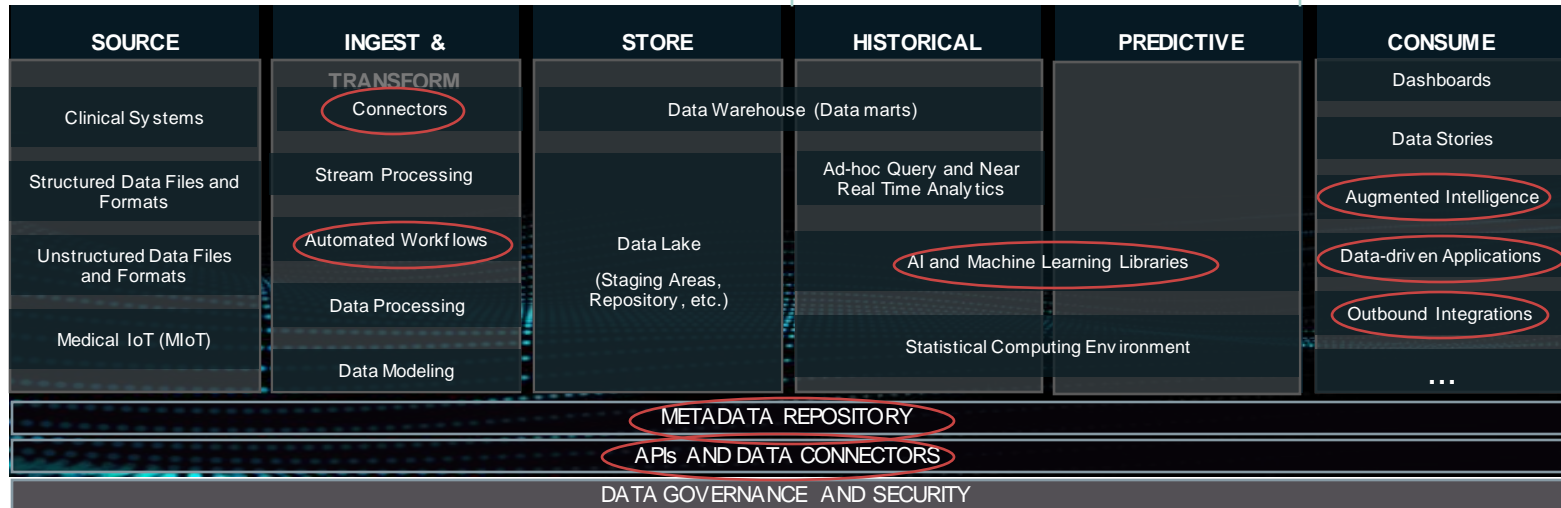 SOURCE
INGEST &
TRANSFORM
STORE
HISTORICAL
PREDICTIVE
CONSUME
Clinical Systems
Structured Data Files and
Formats
Unstructured Data Files
and Formats
Medical IoT (MIoT)
Connectors
Stream Processing
Automated Workflows
Data Processing
Data Modeling
Data Warehouse (Data marts)
Data Lake
(Staging Areas,
Repository, etc.)
Ad-hoc Query and Near
Real Time Analytics
AI and Machine Learning Libraries
Statistical Computing Environment
Dashboards
Data Stories
Augmented Intelligence
Data-driven Applications
Outbound Integrations
...
METADATA REPOSITORY
APIs AND DATA CONNECTORS
DATA GOVERNANCE AND SECURITY